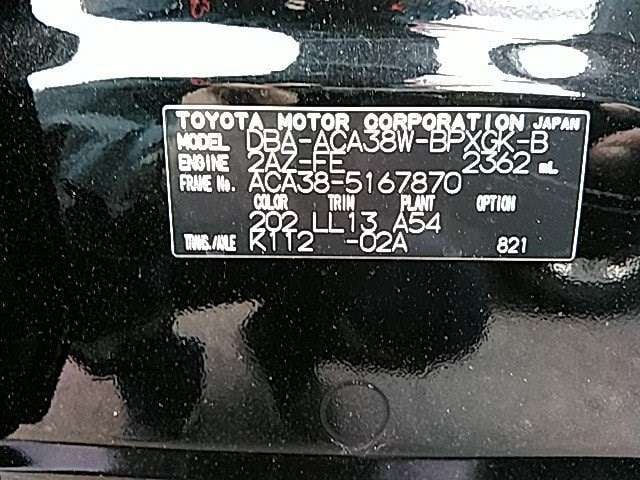 TOYOTA MOTOR CORPORATION JAPAN
MODEL DBA-ACA38W-BPXGK-B
ENGINE 2AZ-FE 2362 mL
FRAME No. ACA38-5167870
COLOR TRIM PLANT OPTION
202 LL13 A54
TRANS./AXLE K112 -02A 821